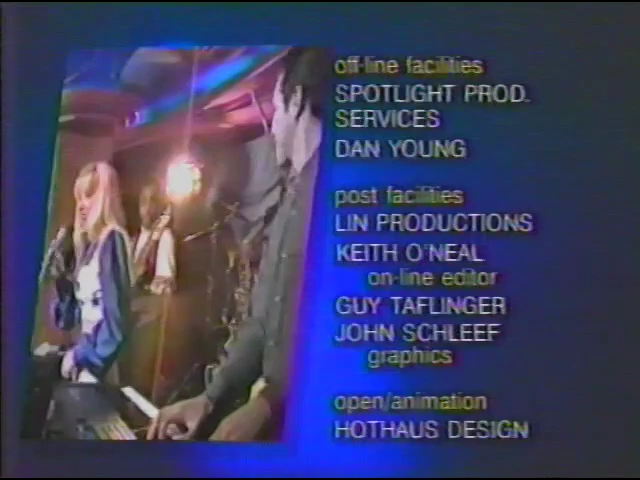 off-line facilities
SPOTLIGHT PROD.
SERVICES
DAN YOUNG
post facilities
LIN PRODUCTIONS
KEITH O'NEAL
on-line editor
GUY TAFLINGER
JOHN SCHLEEF
graphics
open/animation
HOTHAUS DESIGN